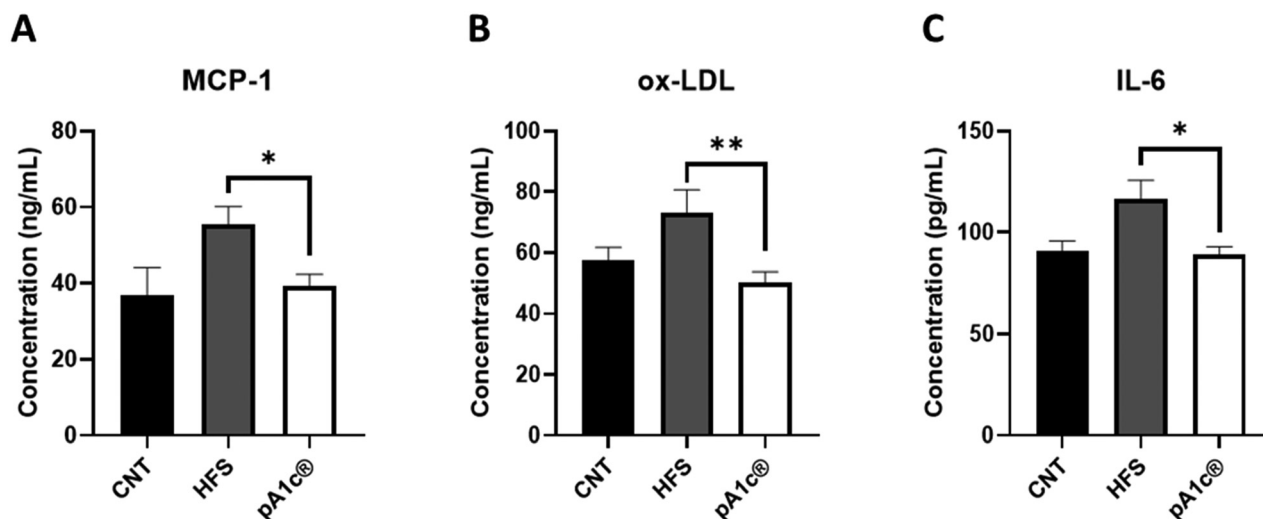 A
MCP-1
Concentration (ng/mL)
80
60
40
20
0
*
CNT
HFS
pA1c®
B
ox-LDL
Concentration (ng/mL)
100
80
60
40
20
0
**
CNT
HFS
pA1c®
C
IL-6
Concentration (pg/mL)
150
100
50
0
*
CNT
HFS
pA1c®